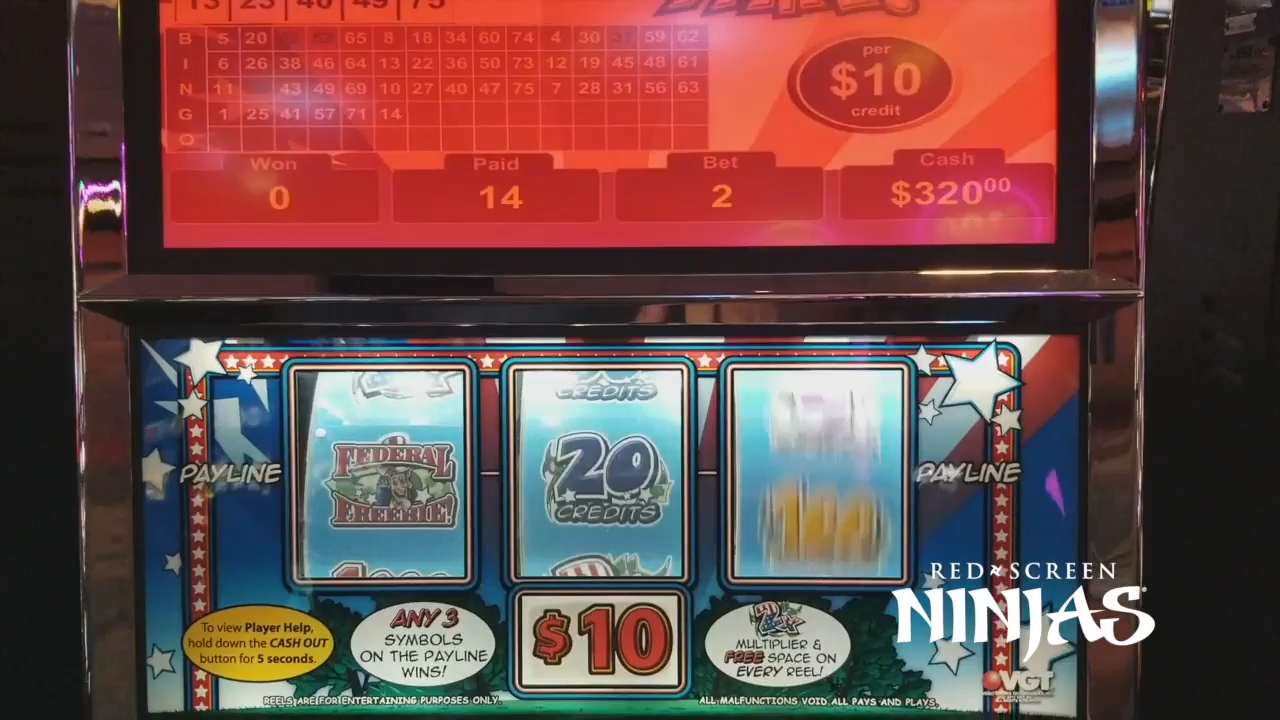 13 23 40 49 75
B 5 20 65 8 18 34 60 74 4 30 59 62
I 6 26 38 46 64 13 22 36 50 73 12 19 45 48 61
N 11 43 49 69 10 27 40 47 75 7 28 31 56 63
G 1 25 41 57 71 14
O
per
$10
credit
Won Paid Bet Cash
0 14 2 $320.00
CREDITS
FEDERAL
FREEBIE!
20
CREDITS
PAYLINE
PAYLINE
To view Player Help,
hold down the CASH OUT
button for 5 seconds.
ANY 3
SYMBOLS
ON THE PAYLINE
WINS!
$10
MULTIPLIER &
FREE SPACE ON
EVERY REEL!
REELS ARE FOR ENTERTAINING PURPOSES ONLY.
ALL MALFUNCTIONS VOID ALL PAYS AND PLAYS.
RED SCREEN
NINJAS
VGT